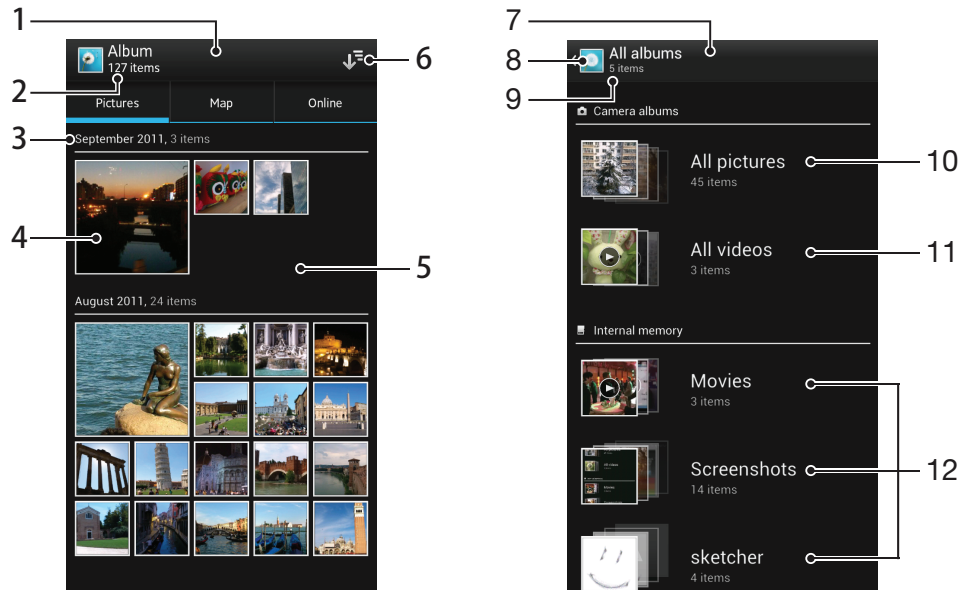 1
Album
127 items
2
6
Pictures
Map
Online
3
September 2011, 3 items
4
5
August 2011, 24 items
7
8
All albums
5 items
9
Camera albums
All pictures
45 items
10
All videos
3 items
11
Internal memory
Movies
3 items
Screenshots
14 items
12
sketcher
4 items